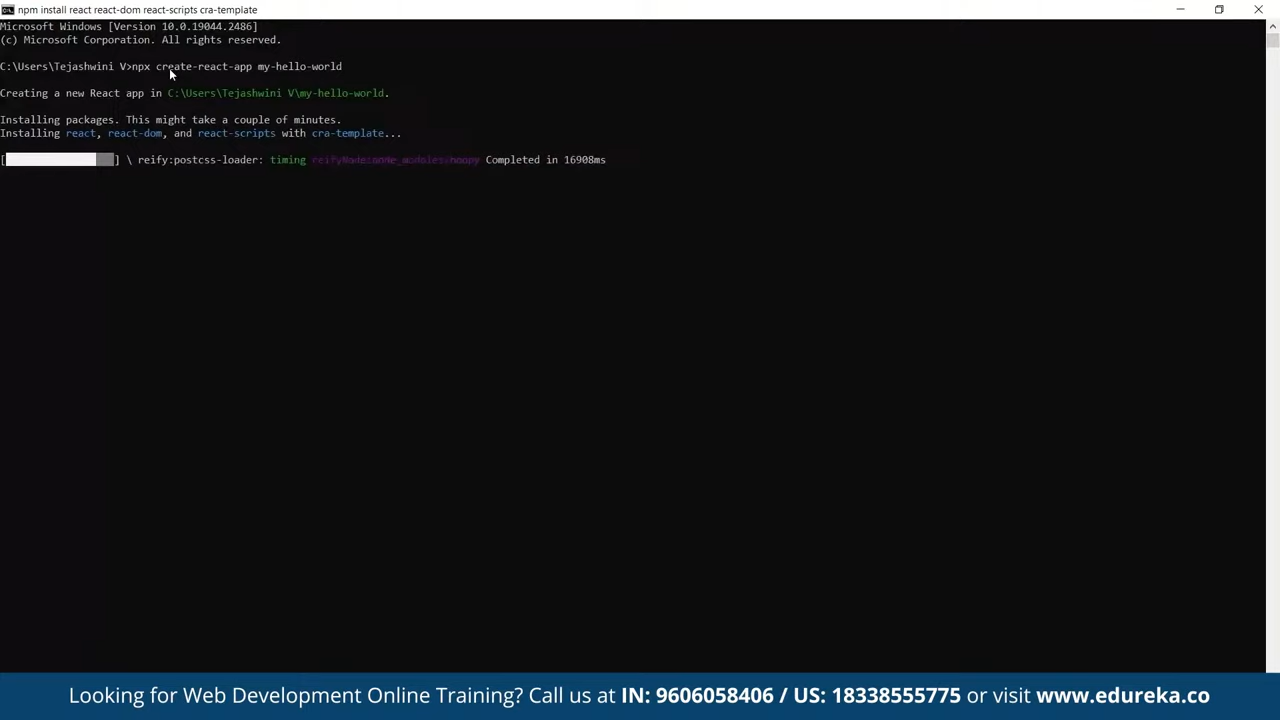 npm install react react-dom react-scripts cra-template
Microsoft Windows [Version 10.0.19044.2486]
(c) Microsoft Corporation. All rights reserved.
C:\Users\Tejashwini V>npx create-react-app my-hello-world
Creating a new React app in C:\Users\Tejashwini V\my-hello-world.
Installing packages. This might take a couple of minutes.
Installing react, react-dom, and react-scripts with cra-template...
[ ] \ reify:postcss-loader: timing Completed in 16908ms
Looking for Web Development Online Training? Call us at IN: 9606058406 / US: 18338555775 or visit www.edureka.co